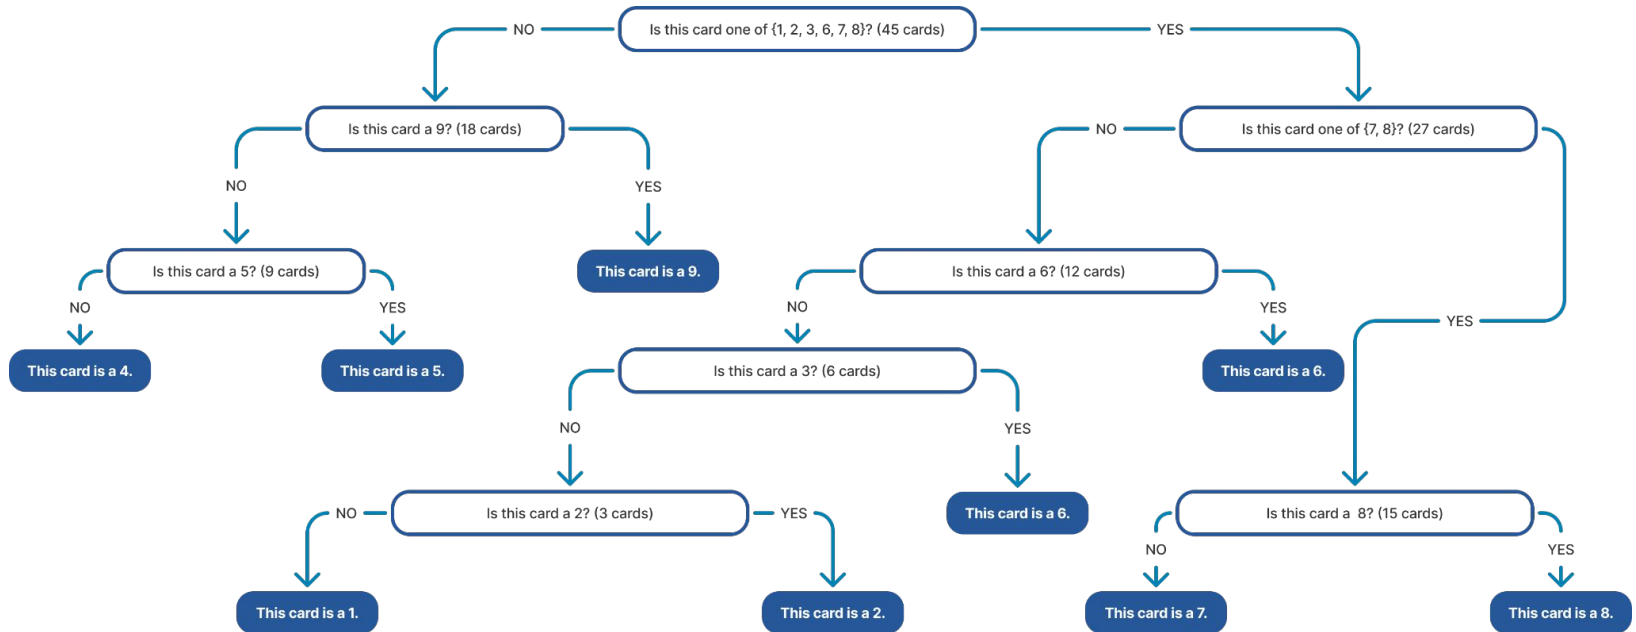 Is this card one of {1, 2, 3, 6, 7, 8}? (45 cards)
NO
YES
Is this card a 9? (18 cards)
NO
Is this card one of {7, 8}? (27 cards)
NO
YES
Is this card a 5? (9 cards)
This card is a 9.
Is this card a 6? (12 cards)
NO
YES
NO
YES
YES
This card is a 4.
This card is a 5.
Is this card a 3? (6 cards)
This card is a 6.
NO
YES
Is this card a 2? (3 cards)
NO
YES
This card is a 6.
Is this card a  8? (15 cards)
NO
YES
This card is a 1.
This card is a 2.
This card is a 7.
This card is a 8.